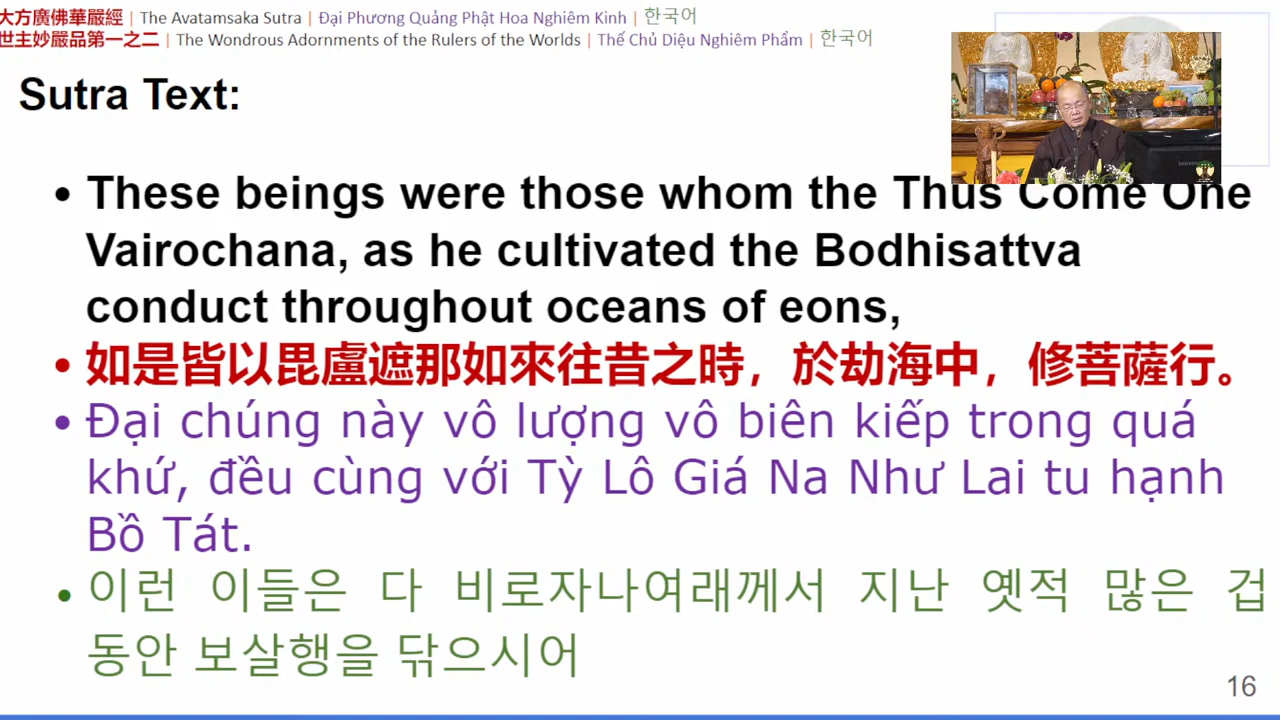 大方廣佛華嚴經 | The Avatamsaka Sutra | Đại Phương Quảng Phật Hoa Nghiêm Kinh | 한국어
世主妙嚴品第一之二 | The Wondrous Adornments of the Rulers of the Worlds | Thế Chủ Diệu Nghiêm Phẩm | 한국어
Sutra Text:
• These beings were those whom the Thus Come One
Vairochana, as he cultivated the Bodhisattva
conduct throughout oceans of eons,
• 如是皆以毘盧遮那如來往昔之時，於劫海中，修菩薩行。
• Đại chúng này vô lượng vô biên kiếp trong quá
khứ, đều cùng với Tỳ Lô Giá Na Như Lai tu hạnh
Bồ Tát.
• 이런 이들은 다 비로자나여래께서 지난 옛적 많은 겁
동안 보살행을 닦으시어
16